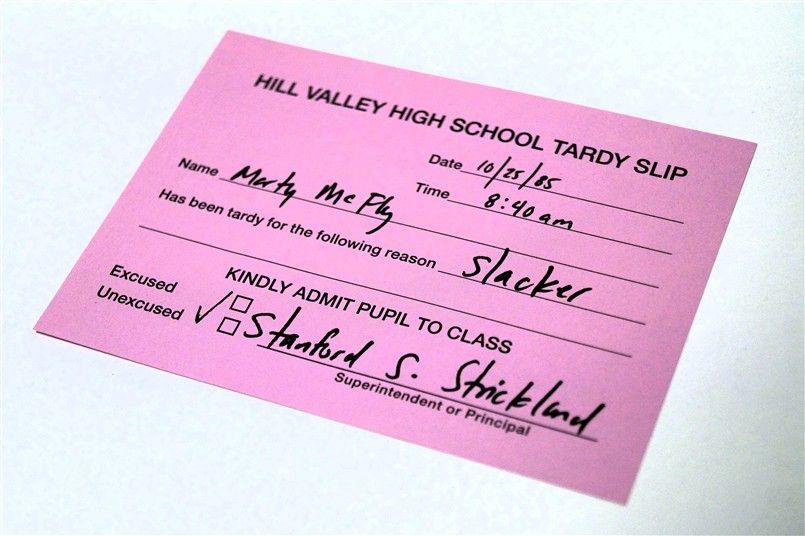 HILL VALLEY HIGH SCHOOL TARDY SLIP
Date 10/25/85
Name Marty McFly Time 8:40 am
Has been tardy for the following reason slacker
KINDLY ADMIT PUPIL TO CLASS
Excused
Unexcused ✓
Stanford S. Strickland
Superintendent or Principal